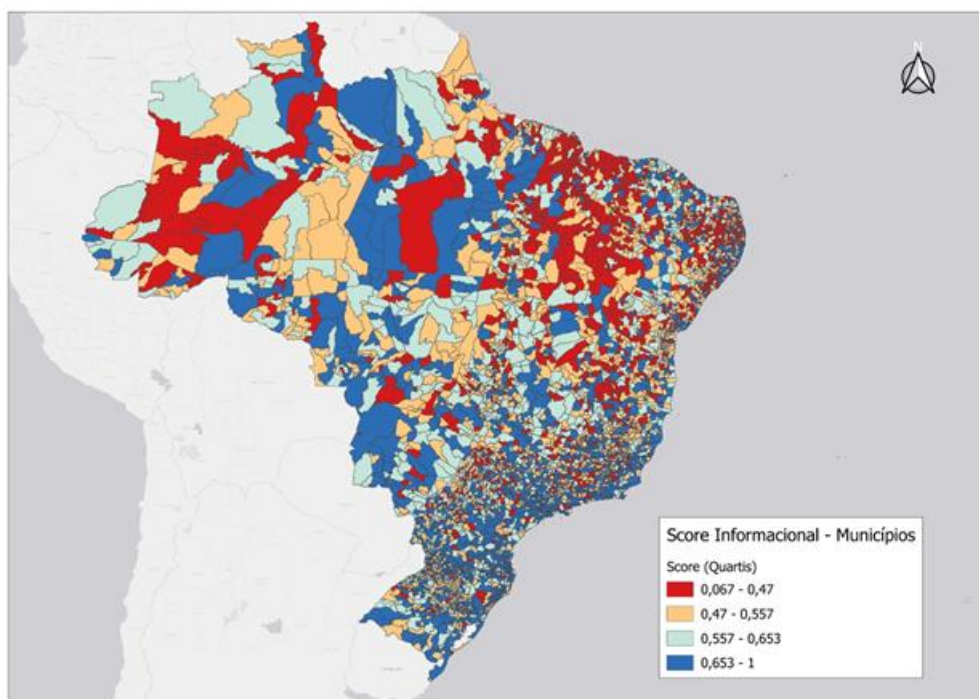 N
Score Informacional - Municípios
Score (Quartis)
0,067 - 0,47
0,47 - 0,557
0,557 - 0,653
0,653 - 1